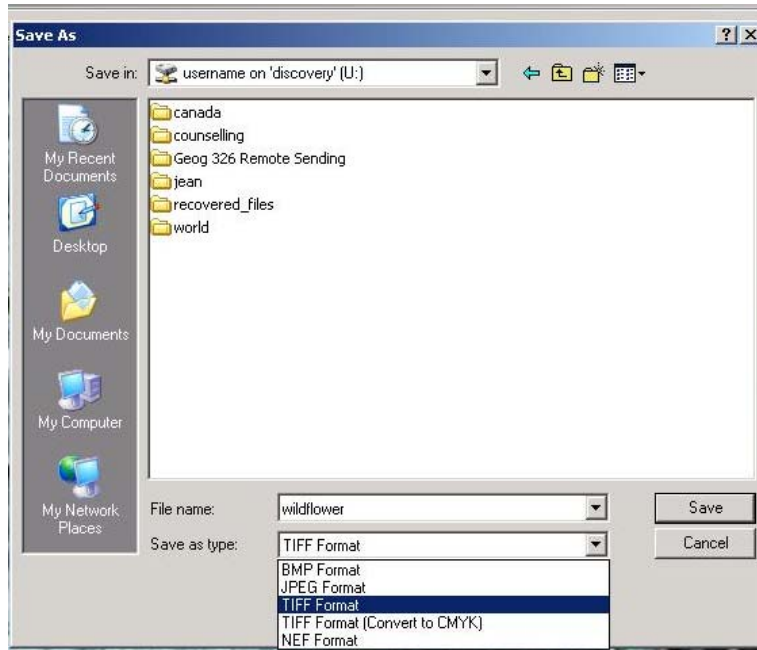 Save As
Save in:
username on 'discovery' (U:)
My Recent
Documents
Desktop
My Documents
My Computer
My Network
Places
canada
counselling
Geog 326 Remote Sending
jean
recovered_files
world
File name:
wildflower
Save
Save as type:
TIFF Format
Cancel
BMP Format
JPEG Format
TIFF Format
TIFF Format (Convert to CMYK)
NEF Format